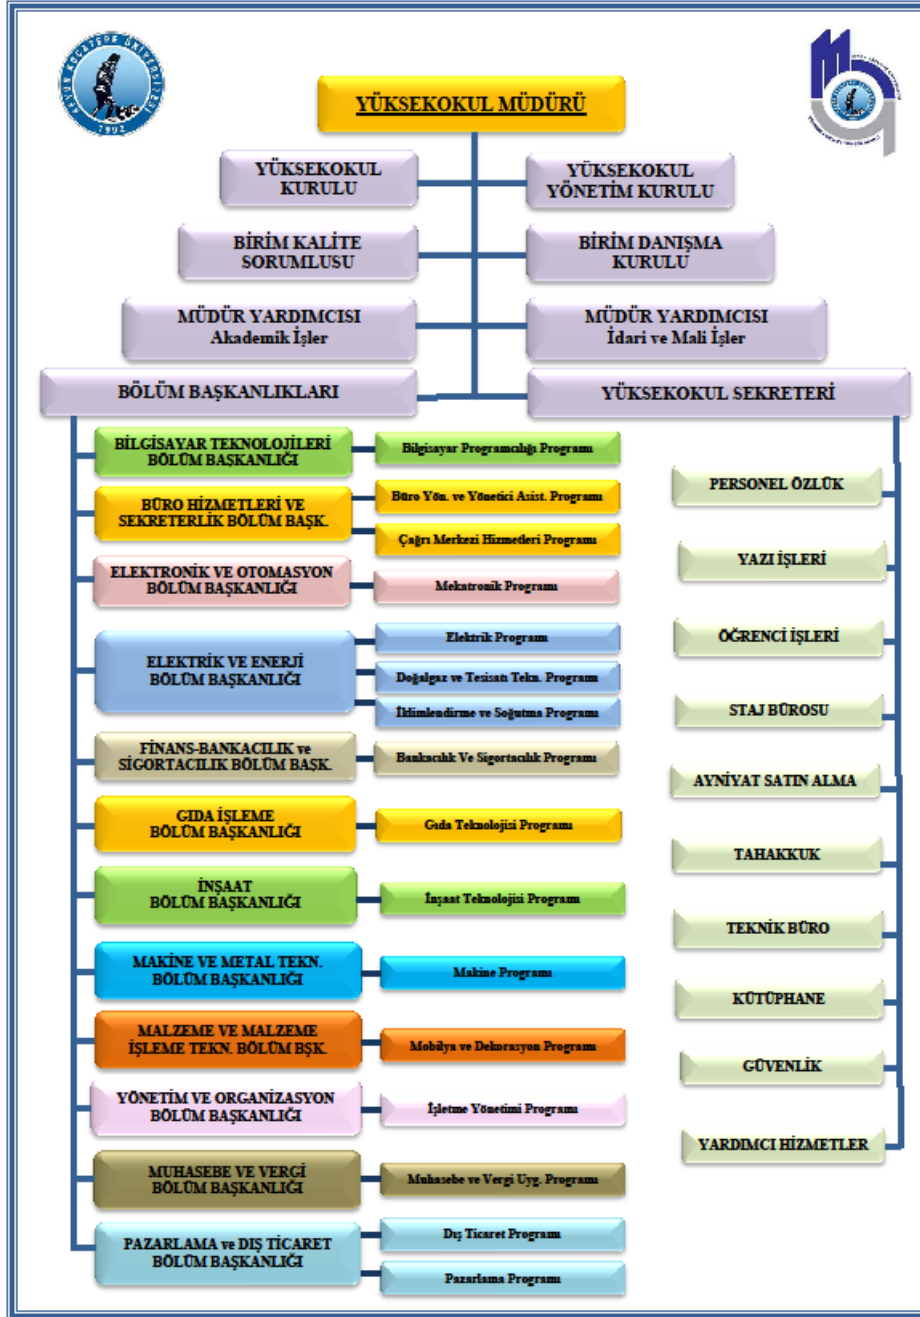 AFYON KOCATEPE ÜNİVERSİTESİ
1992
YÜKSEKOKUL MÜDÜRÜ
YÜKSEKOKUL
KURULU
YÜKSEKOKUL
YÖNETİM KURULU
BİRİM KALİTE
SORUMLUSU
BİRİM DANIŞMA
KURULU
MÜDÜR YARDIMCISI
Akademik İşler
MÜDÜR YARDIMCISI
İdari ve Mali İşler
BÖLÜM BAŞKANLIKLARI
YÜKSEKOKUL SEKRETERİ
BİLGİSAYAR TEKNOLOJİLERİ
BÖLÜM BAŞKANLIĞI
Bilgisayar Programcılığı Programı
BÜRO HİZMETLERİ VE
SEKRETERLİK BÖLÜM BAŞK.
Büro Yön. ve Yönetici Asist. Programı
Çağrı Merkezi Hizmetleri Programı
ELEKTRONİK VE OTOMASYON
BÖLÜM BAŞKANLIĞI
Mekatronik Programı
ELEKTRİK VE ENERJİ
BÖLÜM BAŞKANLIĞI
Elektrik Programı
Doğalgaz ve Tesisatı Tekn. Programı
İklimlendirme ve Soğutma Programı
FİNANS-BANKACILIK ve
SİGORTACILIK BÖLÜM BAŞK.
Bankacılık Ve Sigortacılık Programı
GIDA İŞLEME
BÖLÜM BAŞKANLIĞI
Gıda Teknolojisi Programı
İNŞAAT
BÖLÜM BAŞKANLIĞI
İnşaat Teknolojisi Programı
MAKİNE VE METAL TEKN.
BÖLÜM BAŞKANLIĞI
Makine Programı
MALZEME VE MALZEME
İŞLEME TEKN. BÖLÜM BŞK.
Mobilya ve Dekorasyon Programı
YÖNETİM VE ORGANİZASYON
BÖLÜM BAŞKANLIĞI
İşletme Yönetimi Programı
MUHASEBE VE VERGİ
BÖLÜM BAŞKANLIĞI
Muhasebe ve Vergi Uyg. Programı
PAZARLAMA ve DIŞ TİCARET
BÖLÜM BAŞKANLIĞI
Dış Ticaret Programı
Pazarlama Programı
PERSONEL ÖZLÜK
YAZI İŞLERİ
ÖĞRENCİ İŞLERİ
STAJ BÜROSU
AYNİYAT SATIN ALMA
TAHAKKUK
TEKNİK BÜRO
KÜTÜPHANE
GÜVENLİK
YARDIMCI HİZMETLER